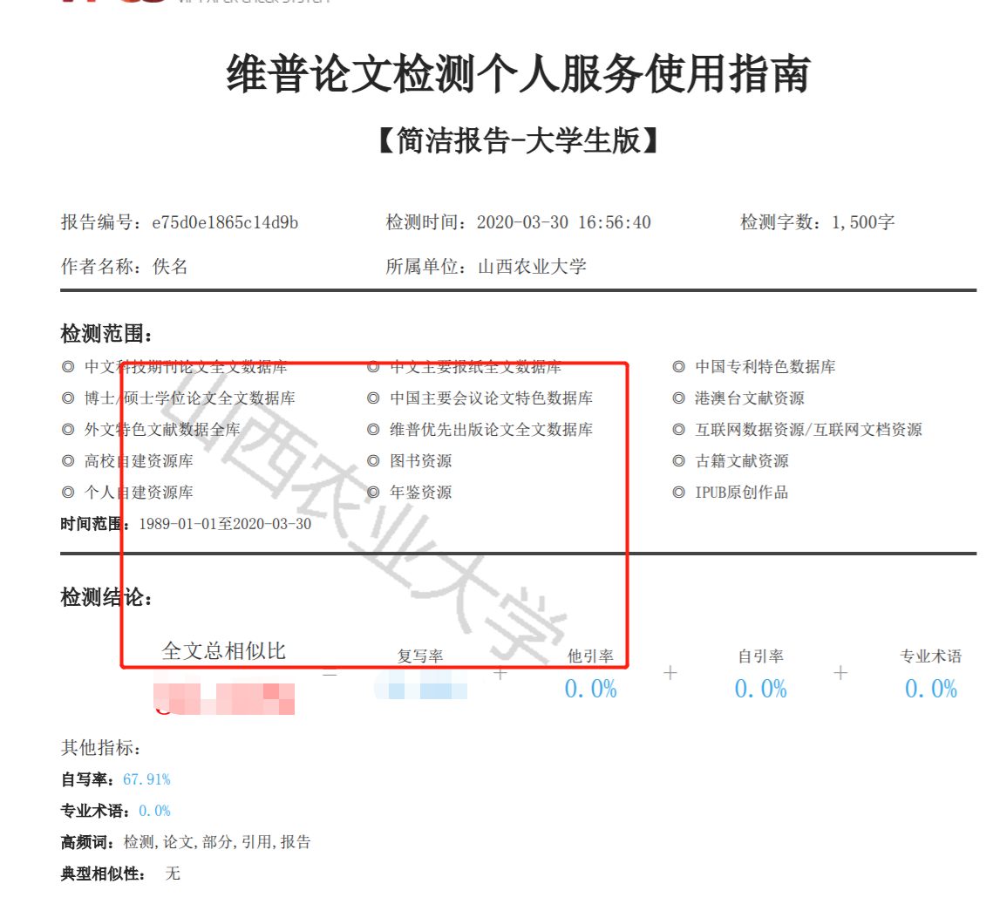 VIP PAPER CHECK SYSTEM
维普论文检测个人服务使用指南
【简洁报告-大学生版】
报告编号：e75d0e1865c14d9b 检测时间：2020-03-30 16:56:40 检测字数：1,500字
作者名称：佚名 所属单位：山西农业大学
检测范围：
◎ 中文科技期刊论文全文数据库 ◎ 中文主要报纸全文数据库 ◎ 中国专利特色数据库
◎ 博士/硕士学位论文全文数据库 ◎ 中国主要会议论文特色数据库 ◎ 港澳台文献资源
◎ 外文特色文献数据全库 ◎ 维普优先出版论文全文数据库 ◎ 互联网数据资源/互联网文档资源
◎ 高校自建资源库 ◎ 图书资源 ◎ 古籍文献资源
◎ 个人自建资源库 ◎ 年鉴资源 ◎ IPUB原创作品
时间范围：1989-01-01至2020-03-30
山西农业大学
检测结论：
全文总相似比 复写率 他引率 自引率 专业术语
= + 0.0% + 0.0% + 0.0%
其他指标：
自写率：67.91%
专业术语：0.0%
高频词：检测,论文,部分,引用,报告
典型相似性： 无